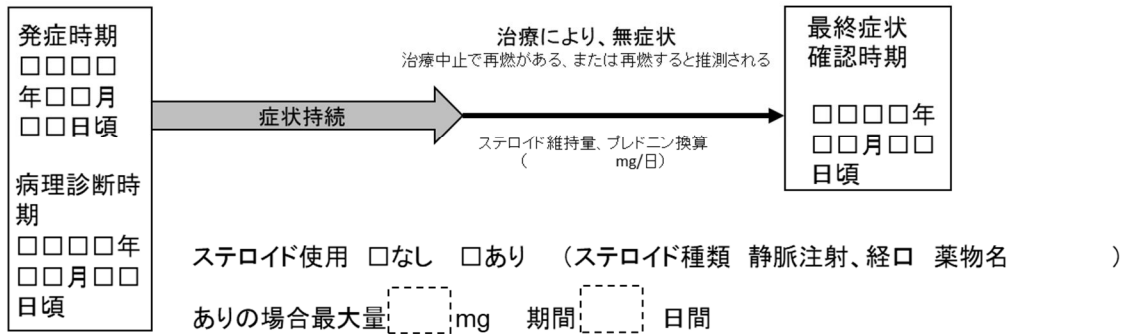 発症時期
□□□□
年□□月
□□日頃
病理診断時
期
□□□□年
□□月□□
日頃
症状持続
治療により、無症状
治療中止で再燃がある、または再燃すると推測される
ステロイド維持量、プレドニン換算
( mg/日)
最終症状
確認時期
□□□□年
□□月□□
日頃
ステロイド使用 □なし □あり (ステロイド種類 静脈注射、経口 薬物名 )
ありの場合最大量 mg 期間 日間